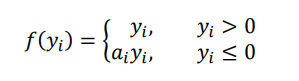 f(yᵢ) = { yᵢ, yᵢ > 0
aᵢyᵢ, yᵢ ≤ 0